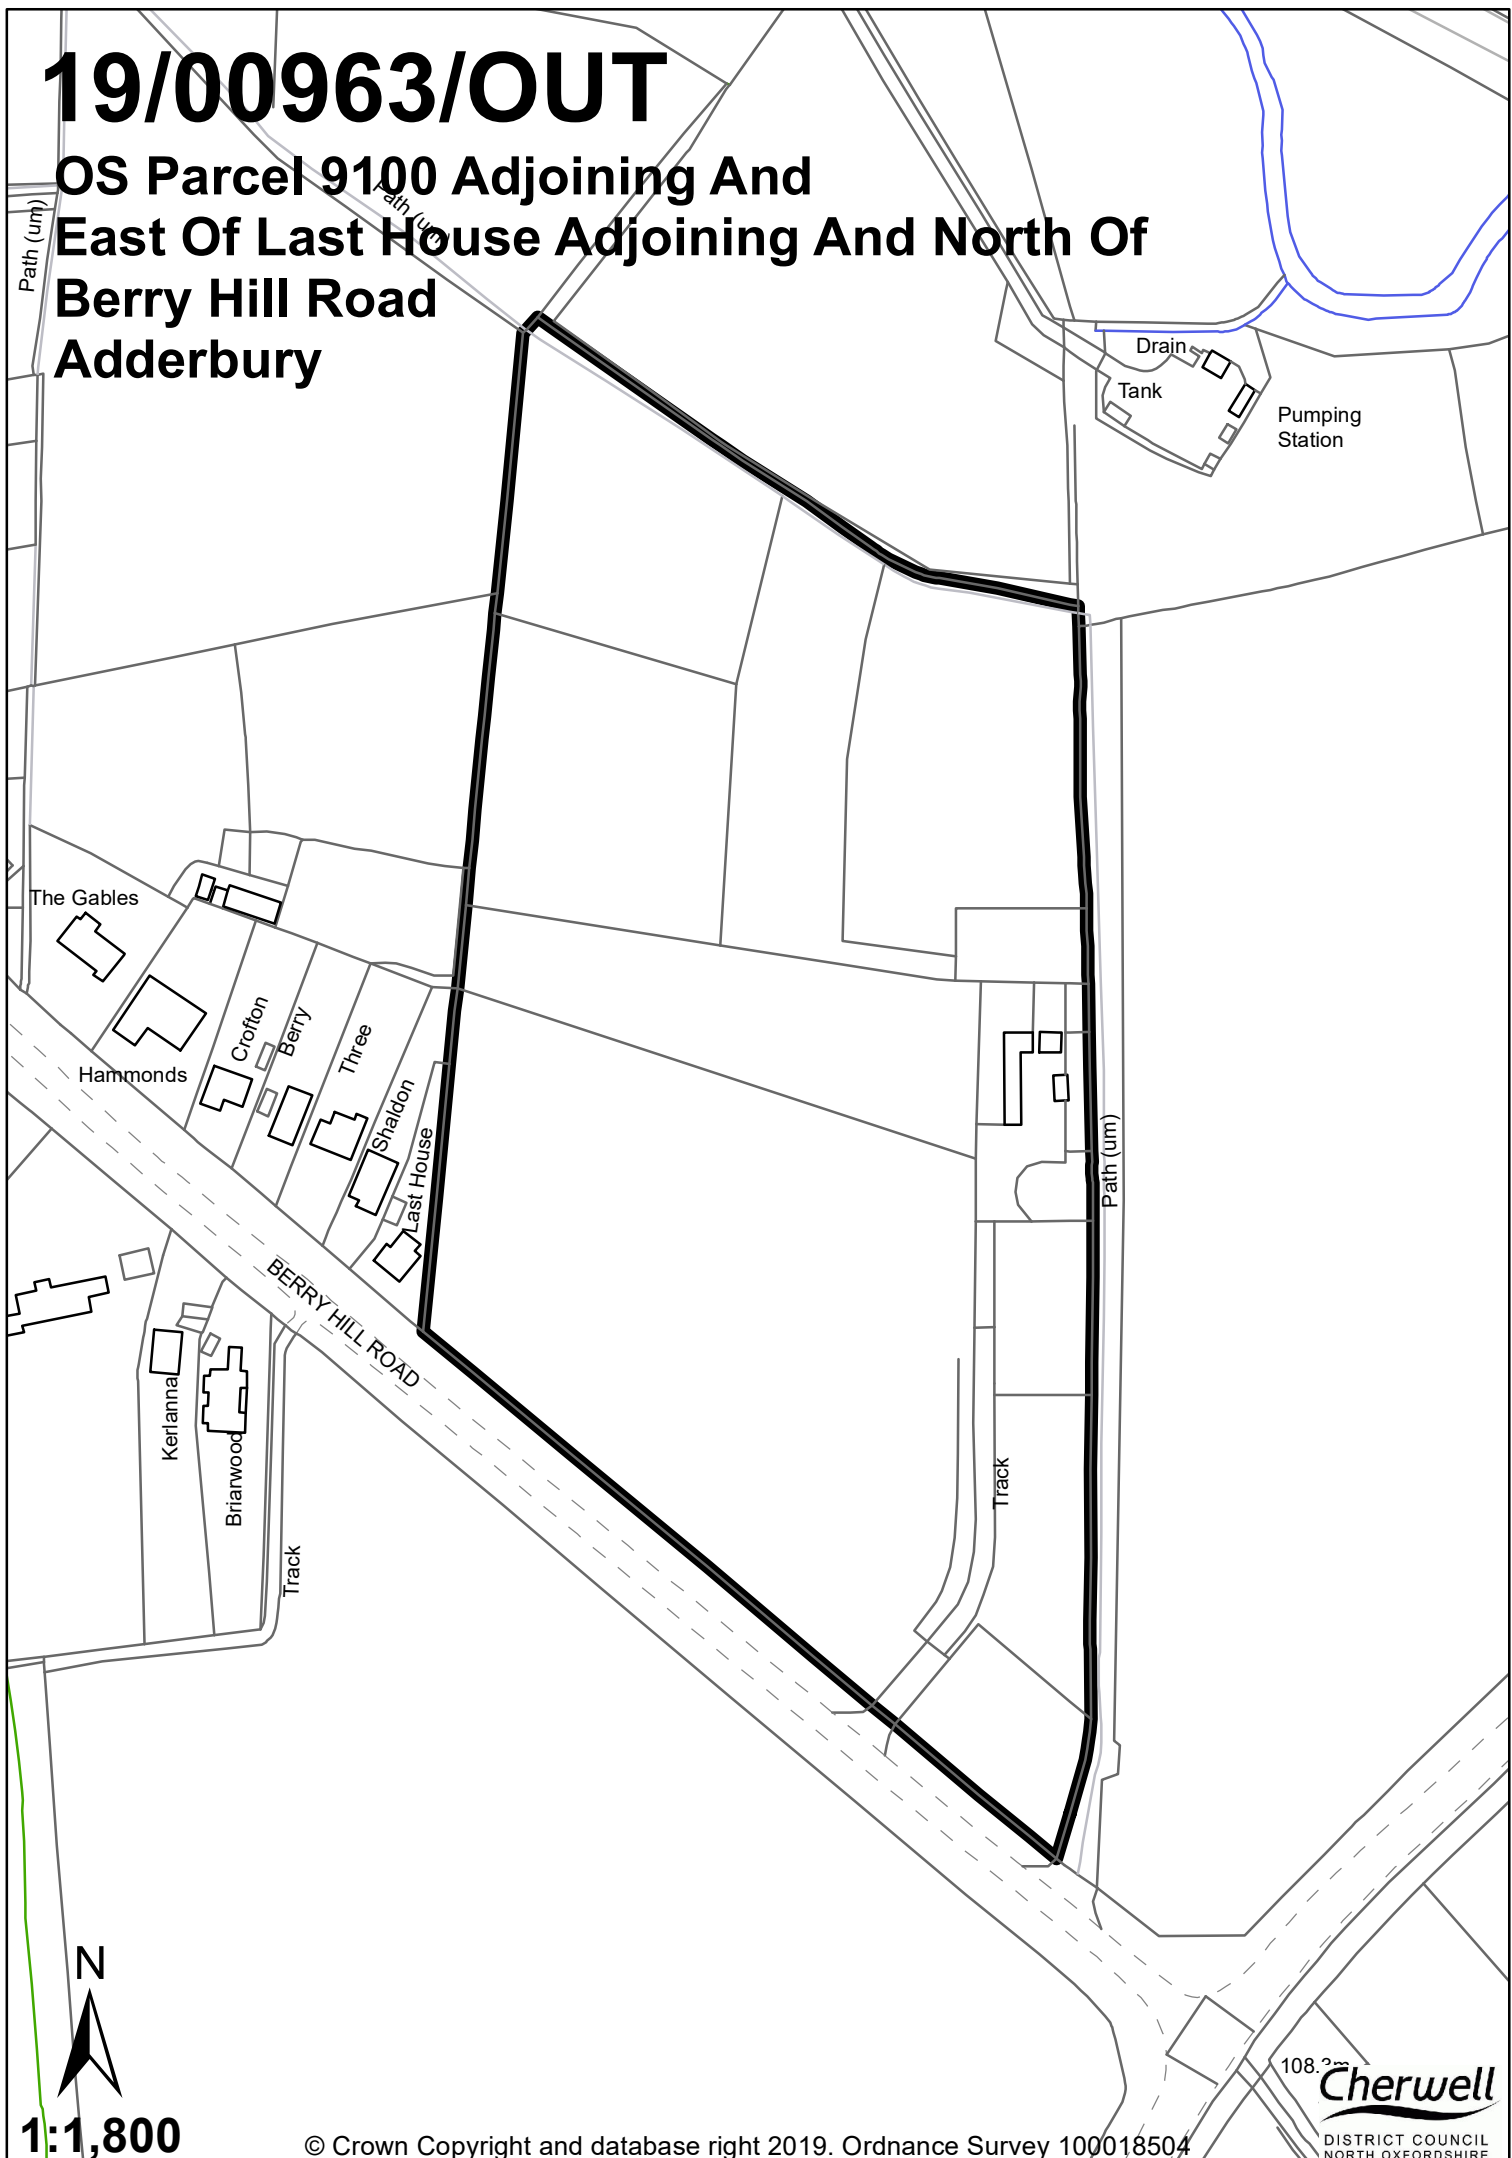 19/00963/OUT
OS Parcel 9100 Adjoining And
East Of Last House Adjoining And North Of
Berry Hill Road
Adderbury
Path (um)
Path (um)
Drain
Tank
Pumping
Station
The Gables
Hammonds
Crofton
Berry
Three
Shaldon
Last House
Path (um)
BERRY HILL ROAD
Kerlanna
Briarwood
Track
Track
N
1:1,800
© Crown Copyright and database right 2019. Ordnance Survey 100018504
Cherwell
DISTRICT COUNCIL
NORTH OXFORDSHIRE